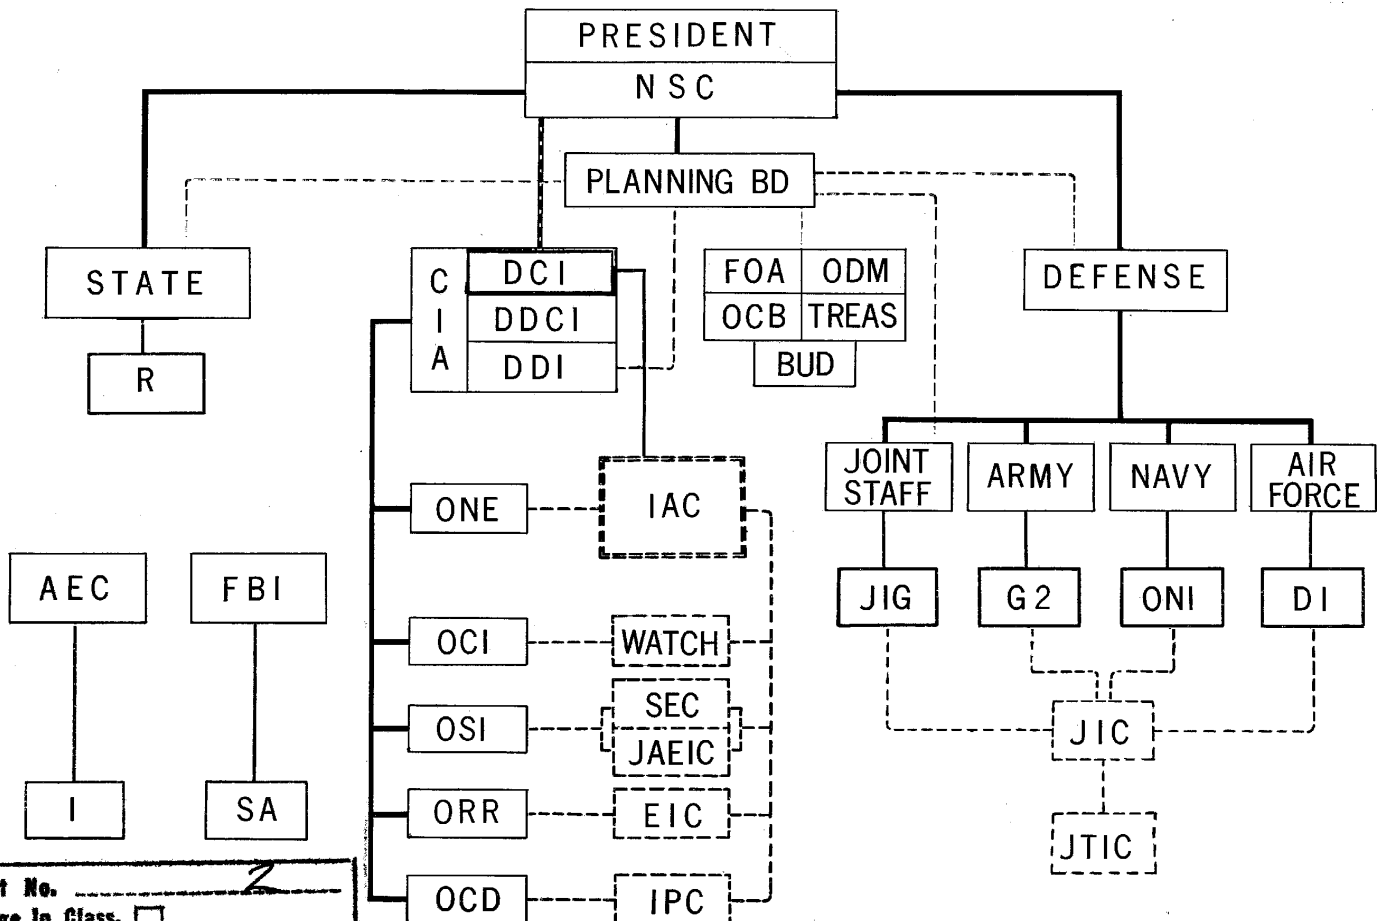 PRESIDENT
NSC
PLANNING BD
STATE
R
CIA
DCI
DDCI
DDI
FOA ODM
OCB TREAS
BUD
DEFENSE
JOINT
STAFF
ARMY
NAVY
AIR
FORCE
ONE
IAC
AEC
FBI
JIG
G2
ONI
DI
OCI
WATCH
SEC
OSI
JAEIC
JIC
I
SA
ORR
EIC
JTIC
OCD
IPC
No. 2
In Class.